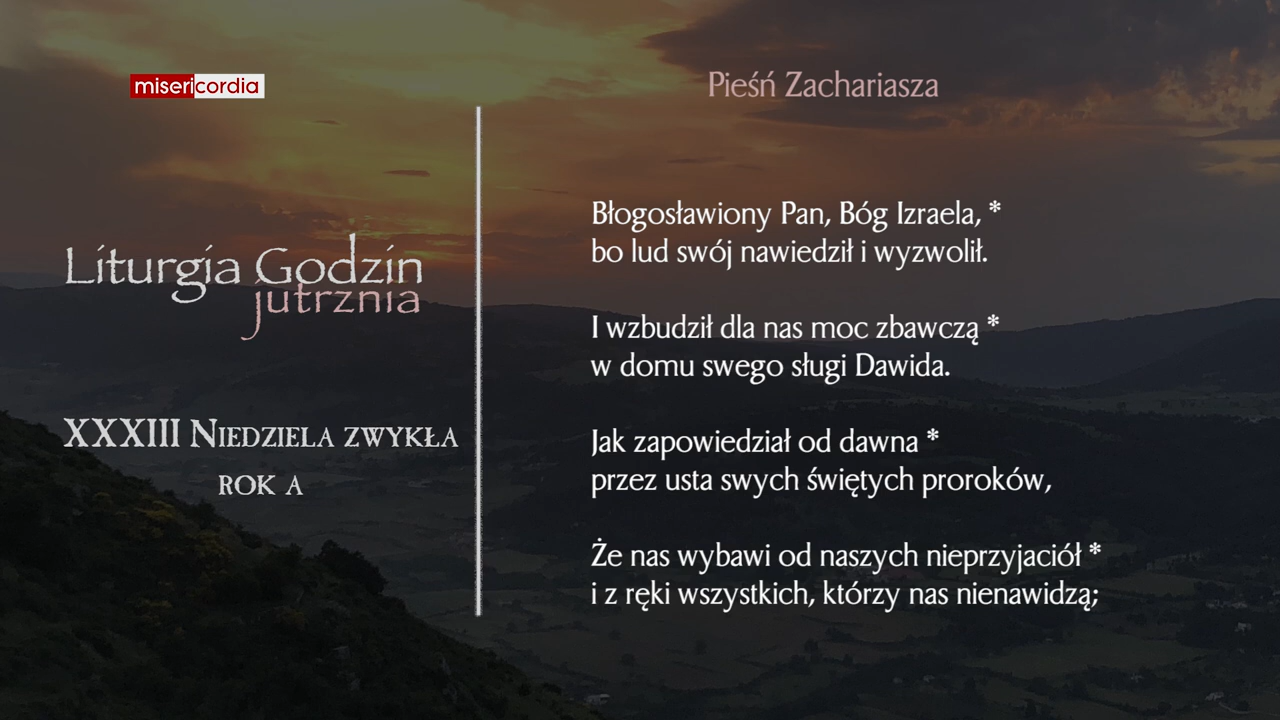 misericordia
Liturgia Godzin
jutrznia
XXXIII Niedziela zwykła
rok A
Pieśń Zachariasza
Błogosławiony Pan, Bóg Izraela, *
bo lud swój nawiedził i wyzwolił.
I wzbudził dla nas moc zbawczą *
w domu swego sługi Dawida.
Jak zapowiedział od dawna *
przez usta swych świętych proroków,
Że nas wybawi od naszych nieprzyjaciół *
i z ręki wszystkich, którzy nas nienawidzą;